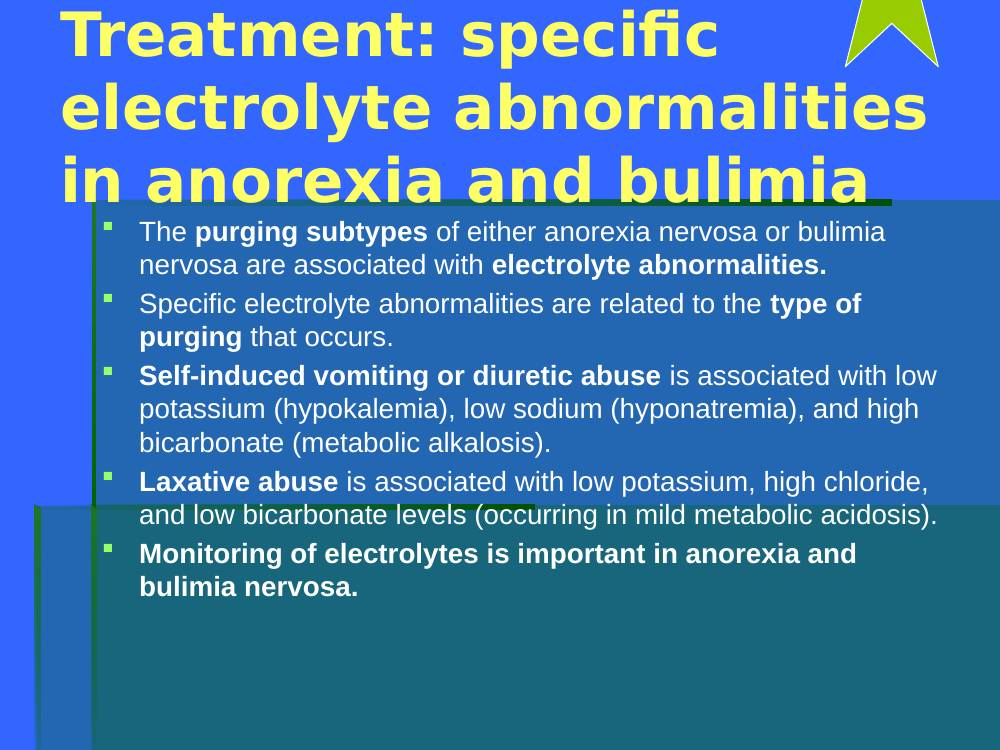 Treatment: specific
electrolyte abnormalities
in anorexia and bulimia
The purging subtypes of either anorexia nervosa or bulimia
nervosa are associated with electrolyte abnormalities.
Specific electrolyte abnormalities are related to the type of
purging that occurs.
Self-induced vomiting or diuretic abuse is associated with low
potassium (hypokalemia), low sodium (hyponatremia), and high
bicarbonate (metabolic alkalosis).
Laxative abuse is associated with low potassium, high chloride,
and low bicarbonate levels (occurring in mild metabolic acidosis).
Monitoring of electrolytes is important in anorexia and
bulimia nervosa.